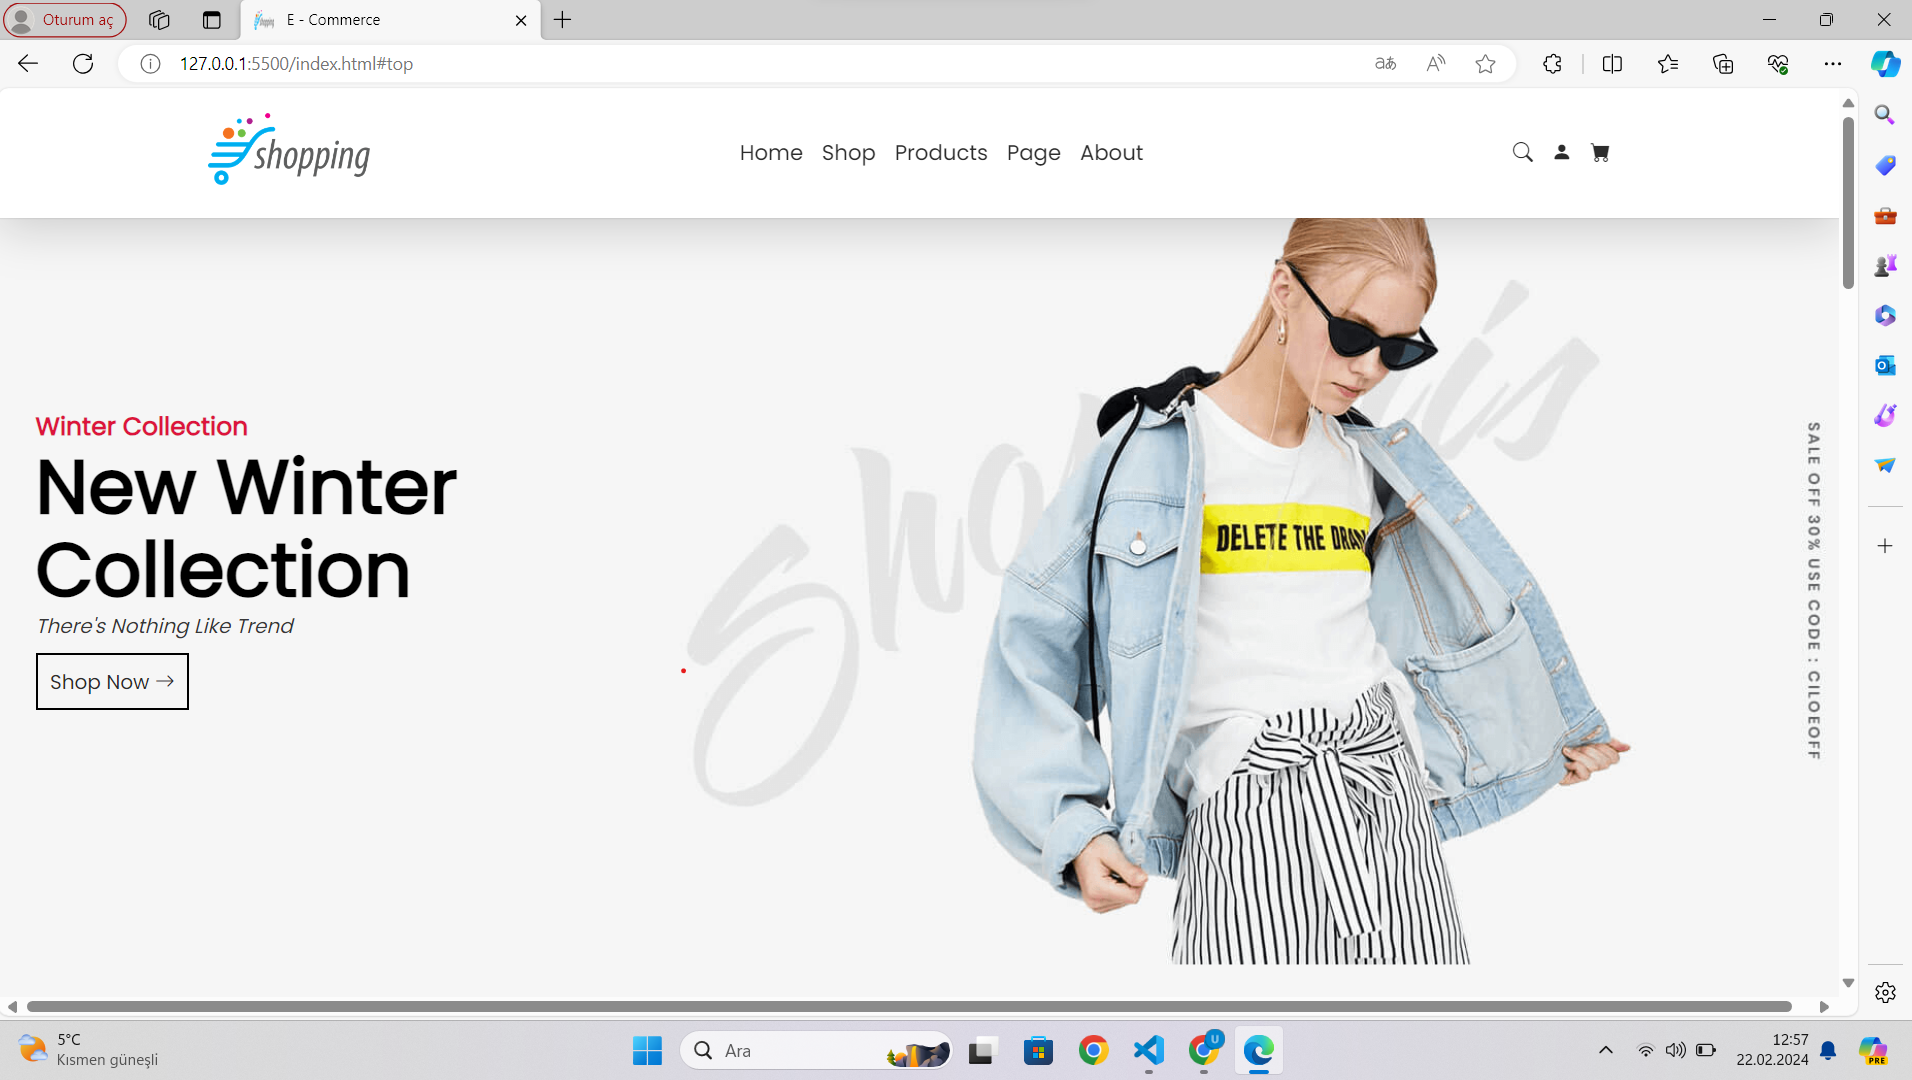 Oturum aç
E - Commerce
127.0.0.1:5500/index.html#top
shopping
Home Shop Products Page About
Winter Collection
New Winter
Collection
There's Nothing Like Trend
Shop Now →
DELETE THE DRAM
SALE OFF 30% USE CODE : CILOEOFF
5°C
Kısmen güneşli
Ara
U
12:57
22.02.2024
PRE